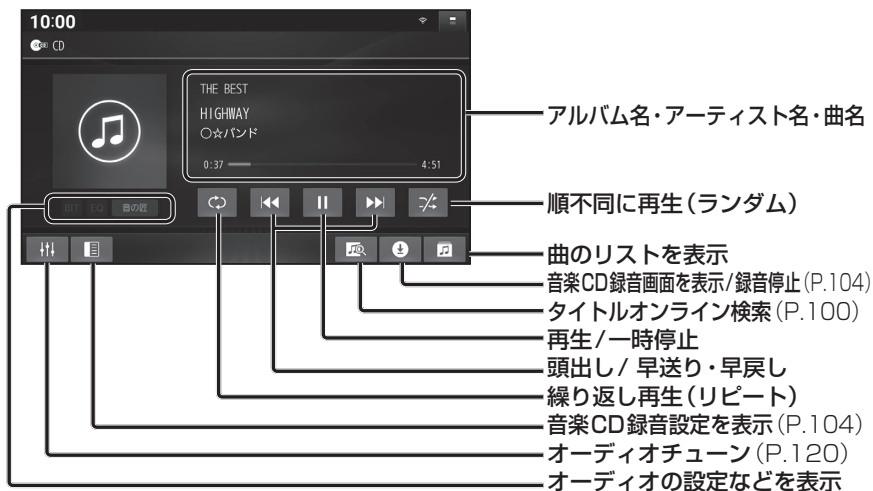 10:00
CD
THE BEST
HIGHWAY
○☆バンド
0:37
4:51
BIT EQ 音の匠
アルバム名・アーティスト名・曲名
順不同に再生(ランダム)
曲のリストを表示
音楽CD録音画面を表示/録音停止(P.104)
タイトルオンライン検索(P.100)
再生/一時停止
頭出し/ 早送り・早戻し
繰り返し再生(リピート)
音楽CD録音設定を表示(P.104)
オーディオチューン(P.120)
オーディオの設定などを表示